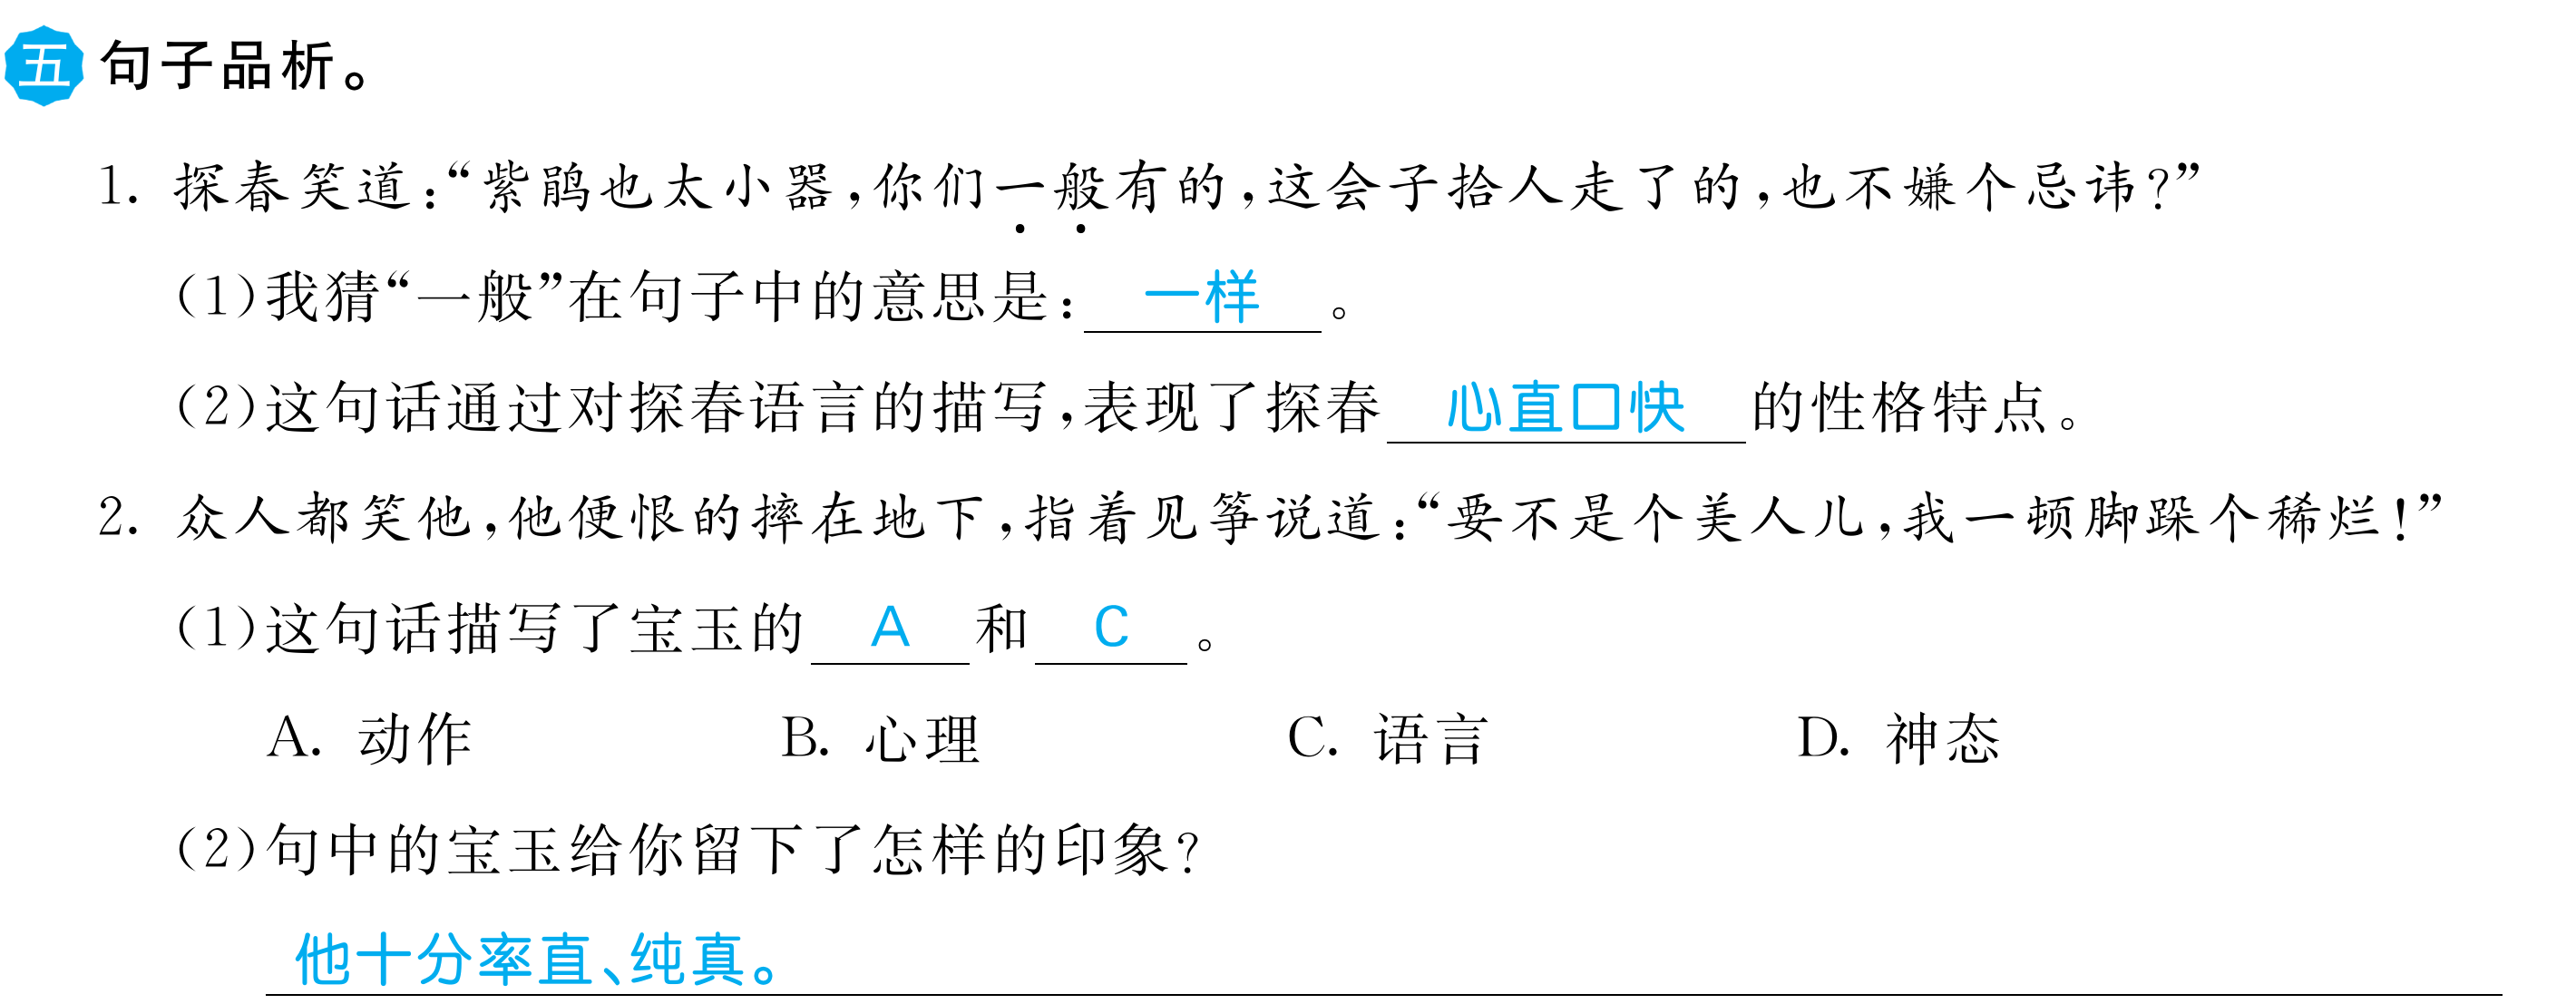 五 句子品析。
1. 探春笑道:“紫鹃也太小器,你们一般有的,这会子拾人走了的,也不嫌个忌讳?”
(1)我猜“一般”在句子中的意思是: 一样 。
(2)这句话通过对探春语言的描写,表现了探春 心直口快 的性格特点。
2. 众人都笑他,他便恨的摔在地下,指着见筝说道:“要不是个美人儿,我一顿脚跺个稀烂!”
(1)这句话描写了宝玉的 A 和 C 。
A. 动作 B. 心理 C. 语言 D. 神态
(2)句中的宝玉给你留下了怎样的印象?
他十分率直、纯真。